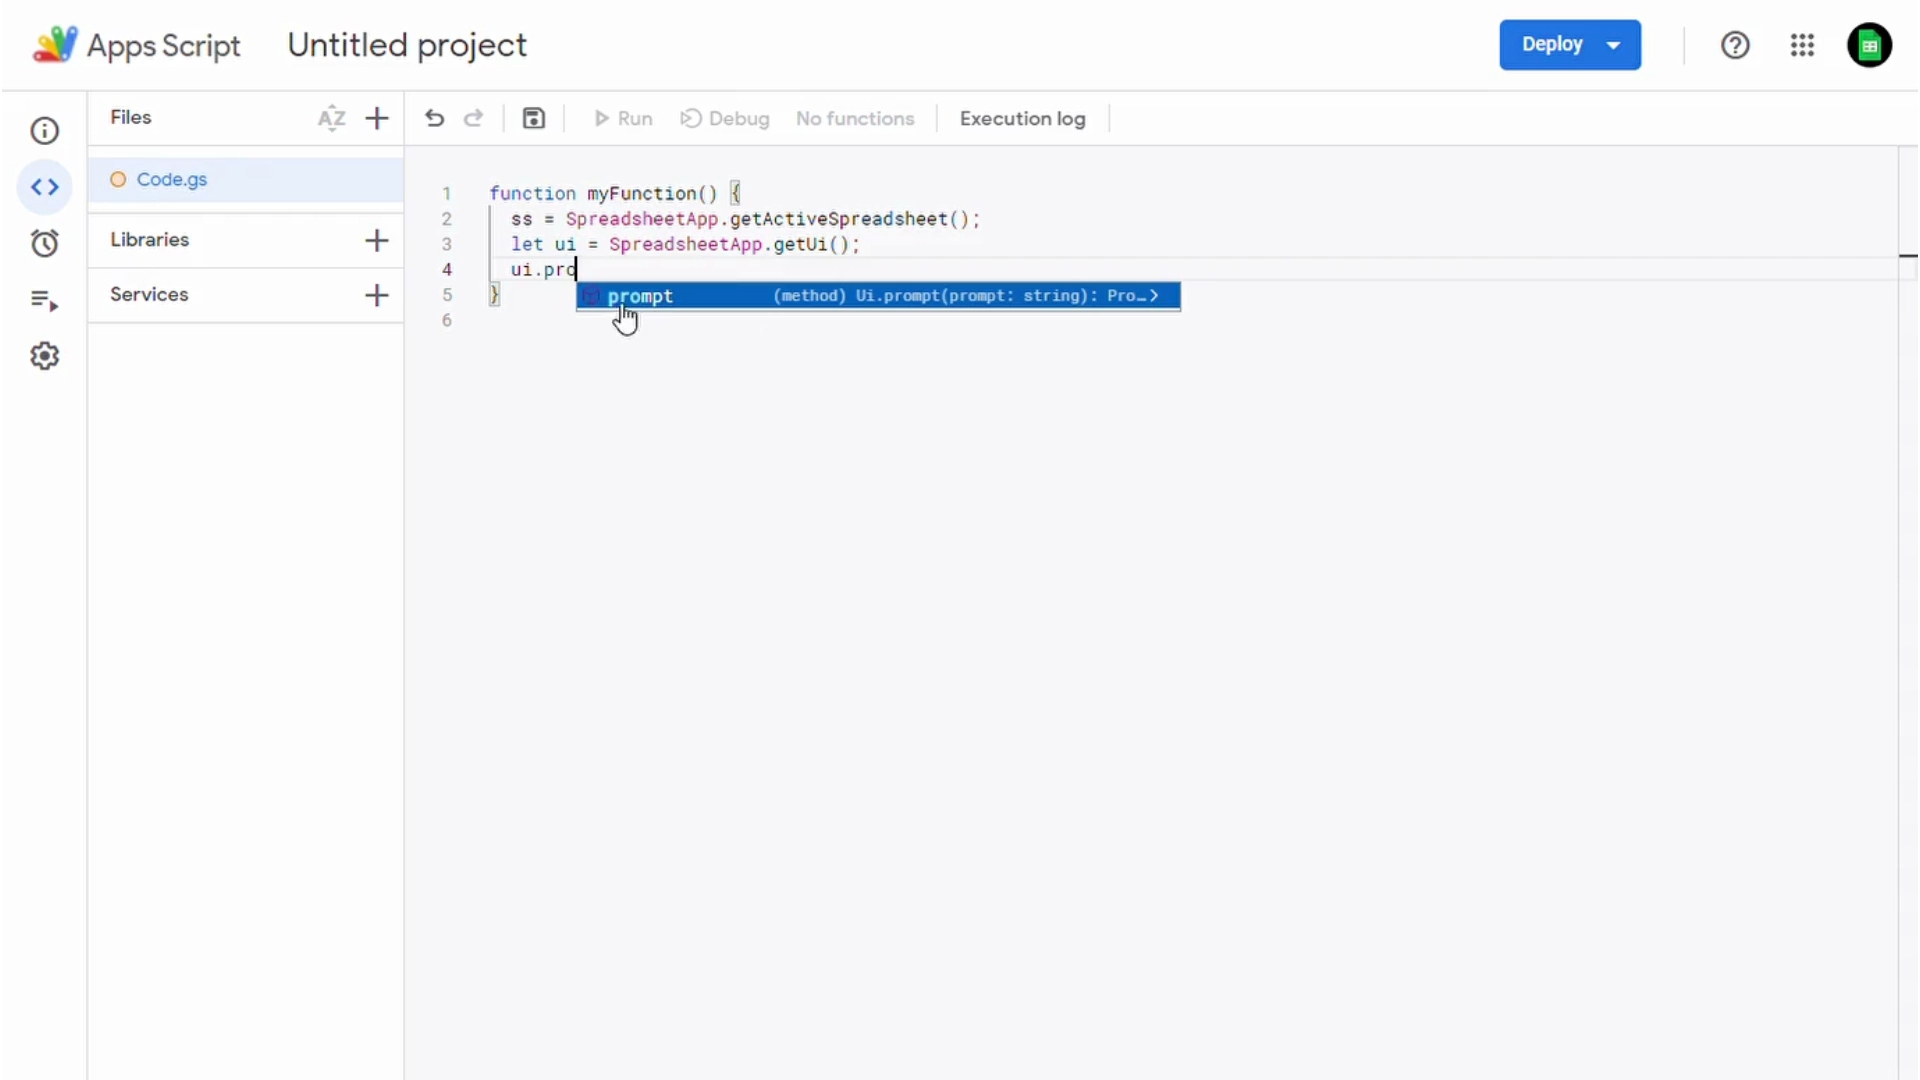 Apps Script Untitled project Deploy
Files AZ Run Debug No functions Execution log
Code.gs
Libraries
Services
1 function myFunction() {
2 ss = SpreadsheetApp.getActiveSpreadsheet();
3 let ui = SpreadsheetApp.getUi();
4 ui.pro
5 }
prompt (method) Ui.prompt(prompt: string): Pro…
6